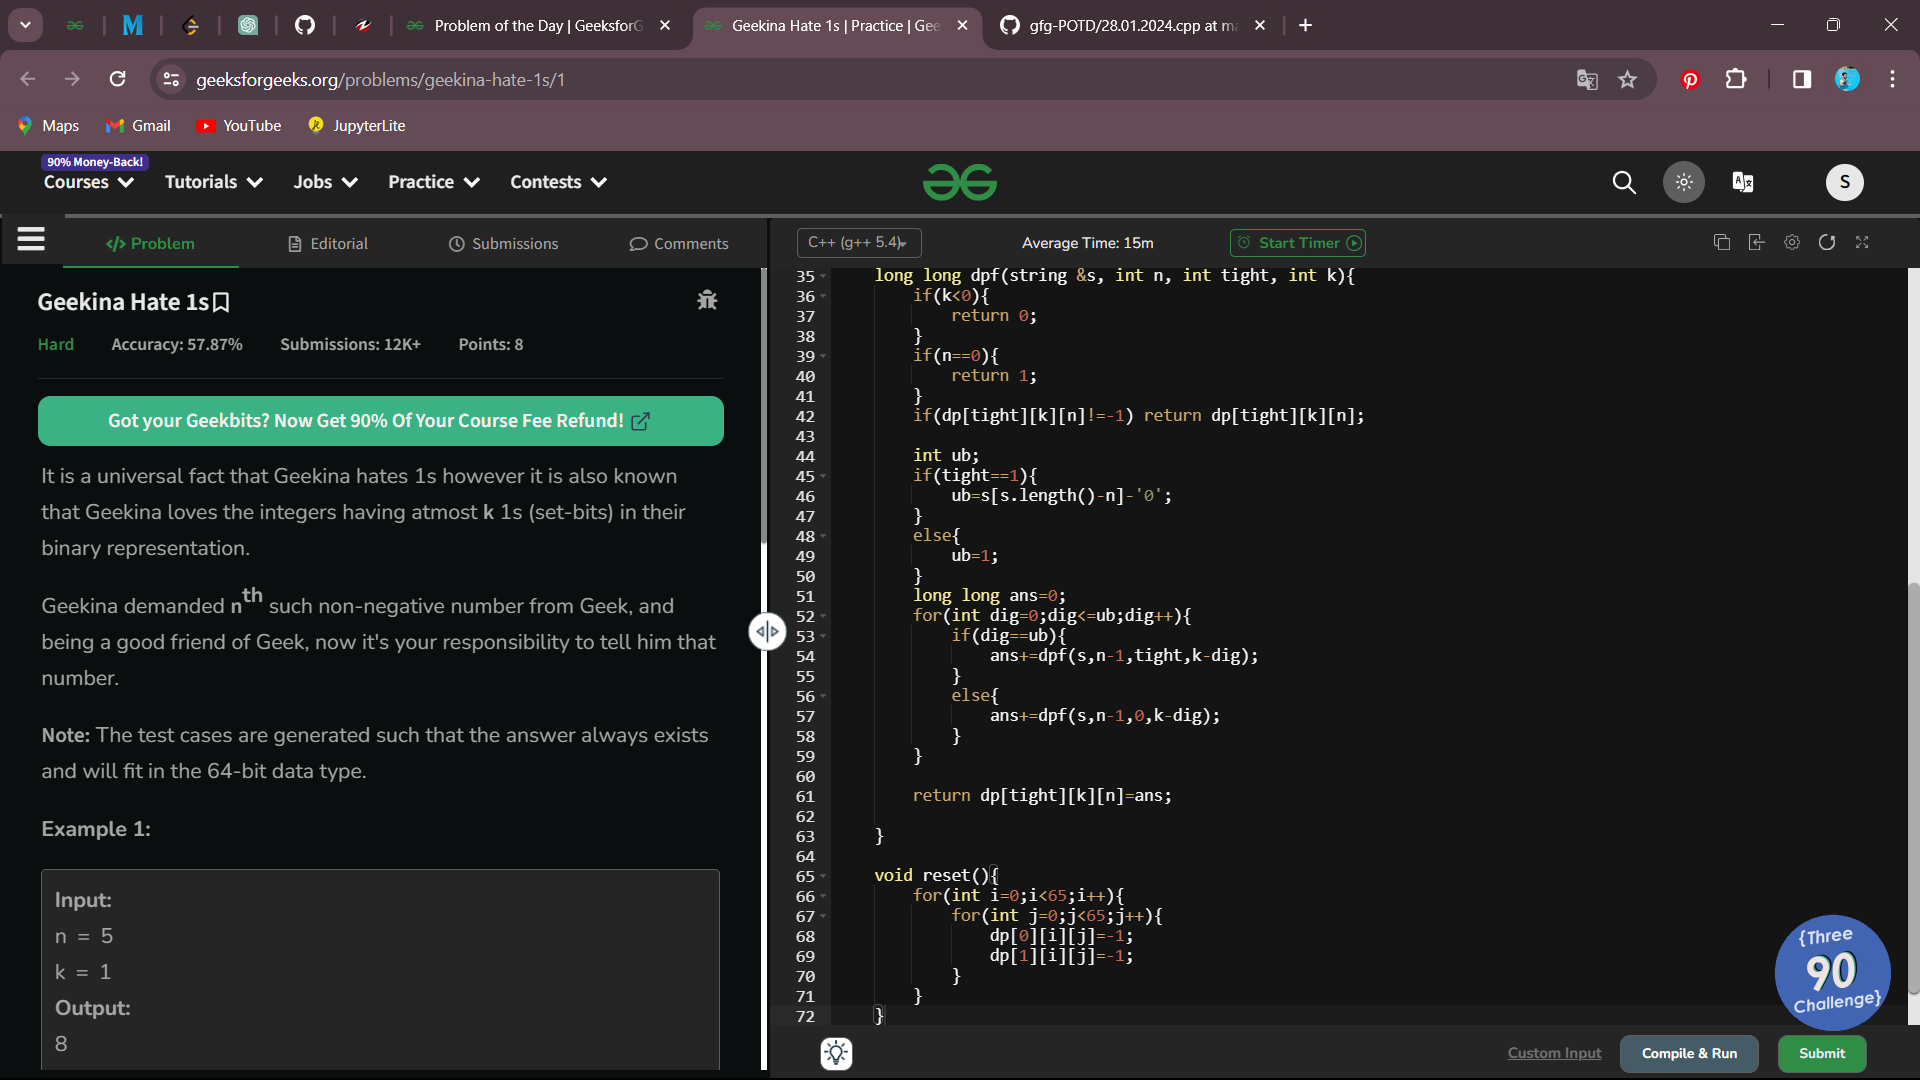 Problem of the Day | GeeksforG
Geekina Hate 1s | Practice | Gee
gfg-POTD/28.01.2024.cpp at ma
geeksforgeeks.org/problems/geekina-hate-1s/1
Maps
Gmail
YouTube
JupyterLite
90% Money-Back!
Courses
Tutorials
Jobs
Practice
Contests
S
Problem
Editorial
Submissions
Comments
C++ (g++ 5.4)
Average Time: 15m
Start Timer
Geekina Hate 1s
Hard
Accuracy: 57.87%
Submissions: 12K+
Points: 8
Got your Geekbits? Now Get 90% Of Your Course Fee Refund!
It is a universal fact that Geekina hates 1s however it is also known
that Geekina loves the integers having atmost k 1s (set-bits) in their
binary representation.
Geekina demanded nth such non-negative number from Geek, and
being a good friend of Geek, now it's your responsibility to tell him that
number.
Note: The test cases are generated such that the answer always exists
and will fit in the 64-bit data type.
Example 1:
Input:
n = 5
k = 1
Output:
8
35 long long dpf(string &s, int n, int tight, int k){
36 if(k<0){
37 return 0;
38 }
39 if(n==0){
40 return 1;
41 }
42 if(dp[tight][k][n]!=-1) return dp[tight][k][n];
43
44 int ub;
45 if(tight==1){
46 ub=s[s.length()-n]-'0';
47 }
48 else{
49 ub=1;
50 }
51 long long ans=0;
52 for(int dig=0;dig<=ub;dig++){
53 if(dig==ub){
54 ans+=dpf(s,n-1,tight,k-dig);
55 }
56 else{
57 ans+=dpf(s,n-1,0,k-dig);
58 }
59 }
60
61 return dp[tight][k][n]=ans;
62
63 }
64
65 void reset(){
66 for(int i=0;i<65;i++){
67 for(int j=0;j<65;j++){
68 dp[0][i][j]=-1;
69 dp[1][i][j]=-1;
70 }
71 }
72 }
{Three
90
Challenge}
Custom Input
Compile & Run
Submit